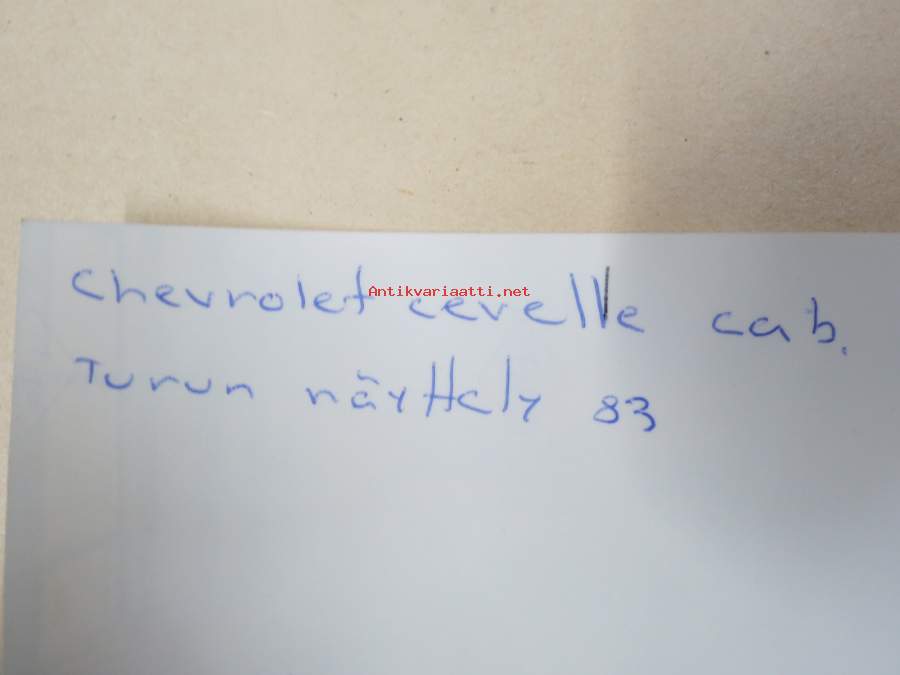 Antikvariaatti.net
Chevrolet cevelle cab.
Turun näyttely 83